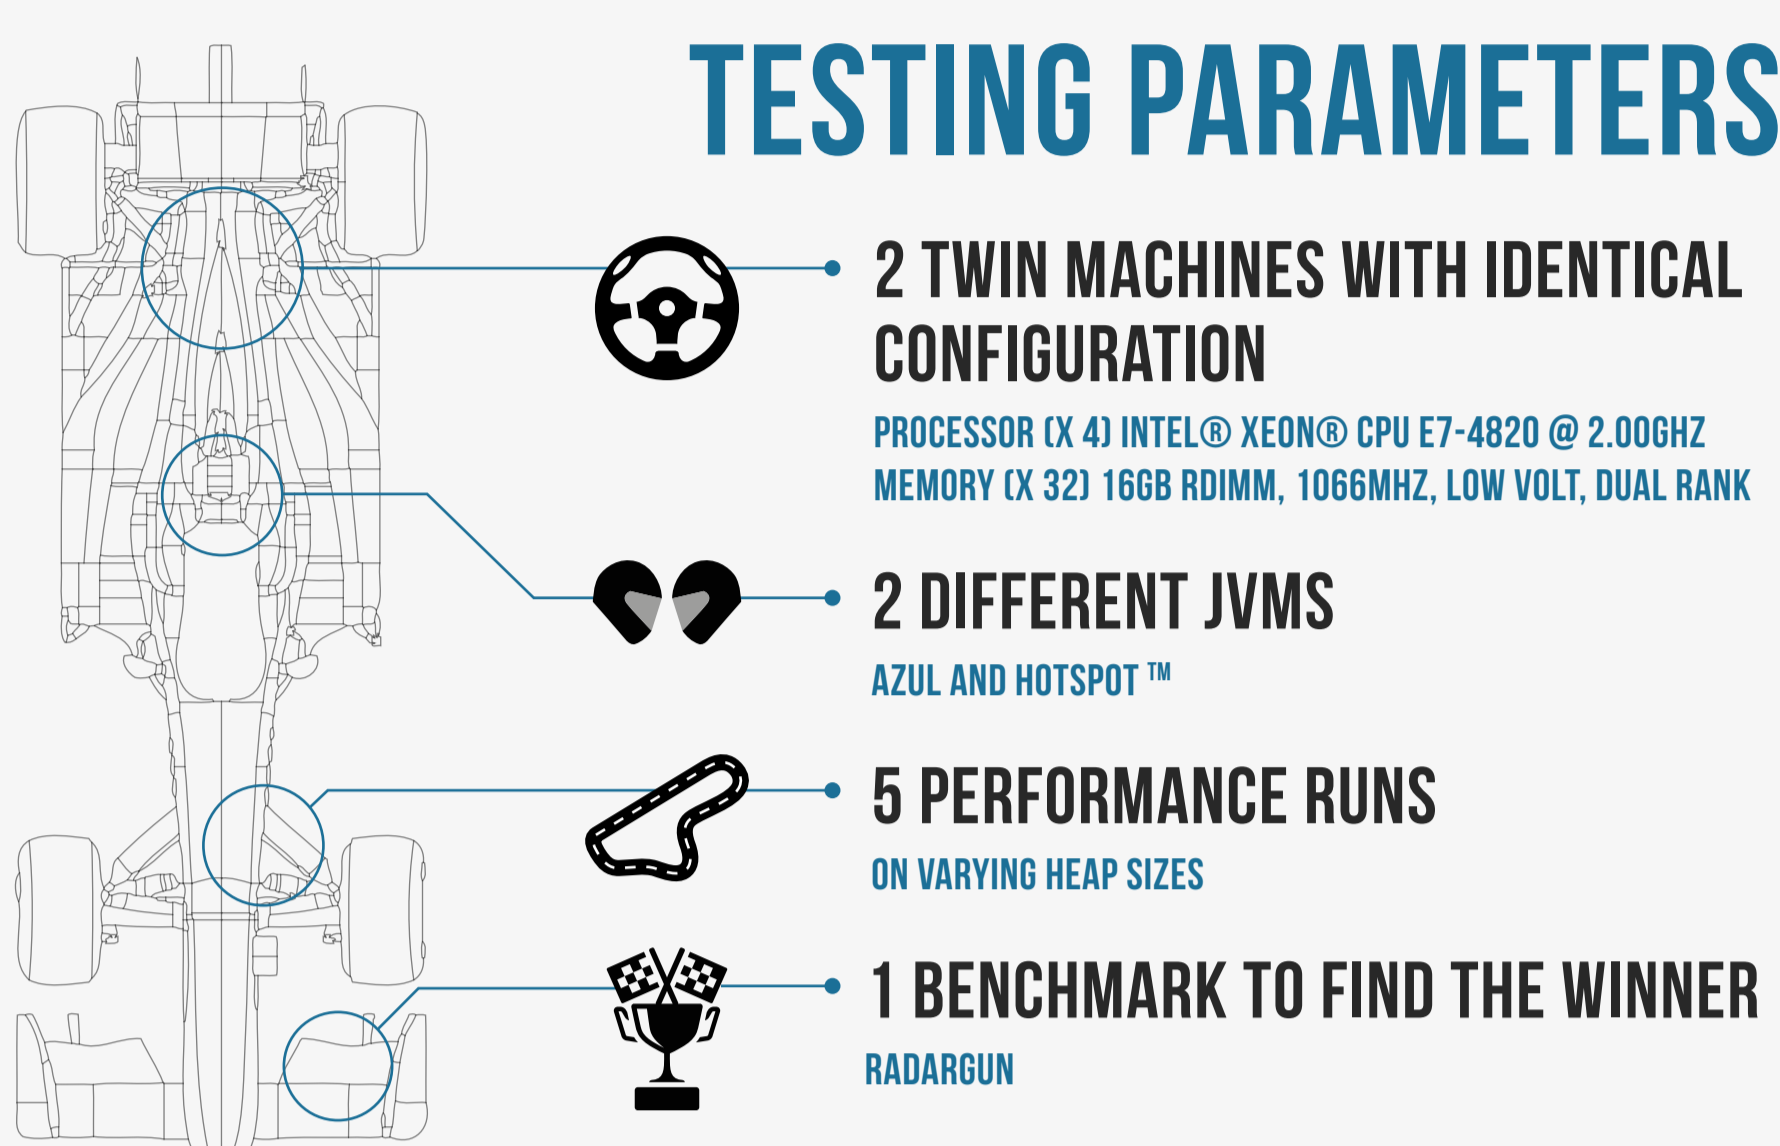 TESTING PARAMETERS
2 TWIN MACHINES WITH IDENTICAL
CONFIGURATION
PROCESSOR (X 4) INTEL® XEON® CPU E7-4820 @ 2.00GHZ
MEMORY (X 32) 16GB RDIMM, 1066MHZ, LOW VOLT, DUAL RANK
2 DIFFERENT JVMS
AZUL AND HOTSPOT ™
5 PERFORMANCE RUNS
ON VARYING HEAP SIZES
1 BENCHMARK TO FIND THE WINNER
RADARGUN